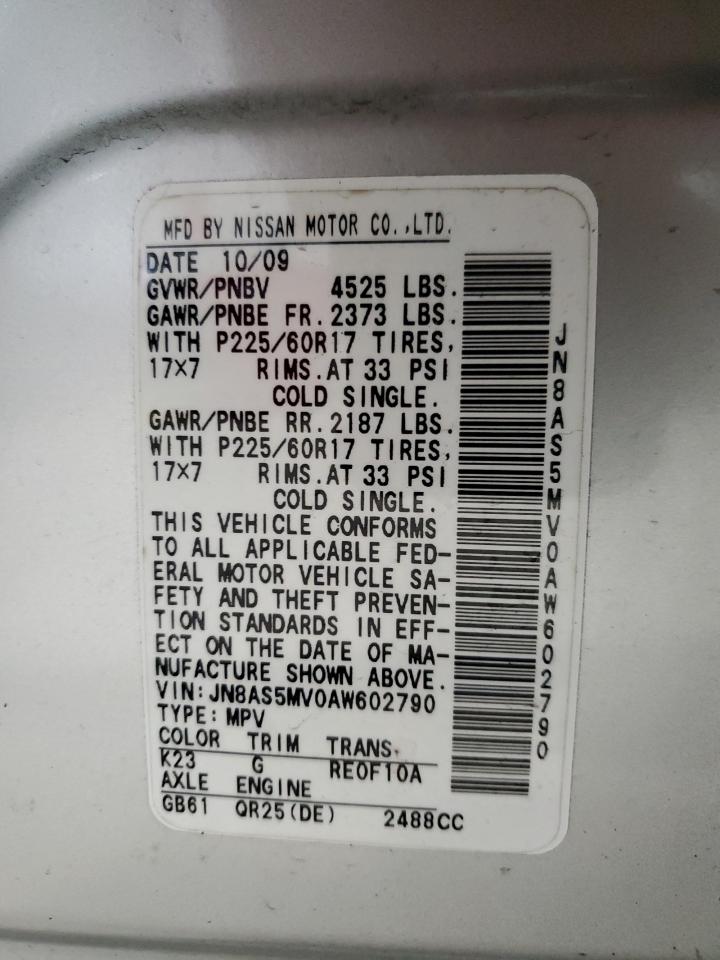 MFD BY NISSAN MOTOR CO.,LTD.
DATE 10/09
GVWR/PNBV 4525 LBS.
GAWR/PNBE FR.2373 LBS.
WITH P225/60R17 TIRES,
17×7 RIMS.AT 33 PSI
COLD SINGLE.
GAWR/PNBE RR.2187 LBS.
WITH P225/60R17 TIRES,
17×7 RIMS.AT 33 PSI
COLD SINGLE.
THIS VEHICLE CONFORMS
TO ALL APPLICABLE FED-
ERAL MOTOR VEHICLE SA-
FETY AND THEFT PREVEN-
TION STANDARDS IN EFF-
ECT ON THE DATE OF MA-
NUFACTURE SHOWN ABOVE.
VIN:JN8AS5MV0AW602790
TYPE:MPV
COLOR TRIM TRANS.
K23 G RE0F10A
AXLE ENGINE
GB61 QR25(DE) 2488CC
JN8AS5MV0AW602790